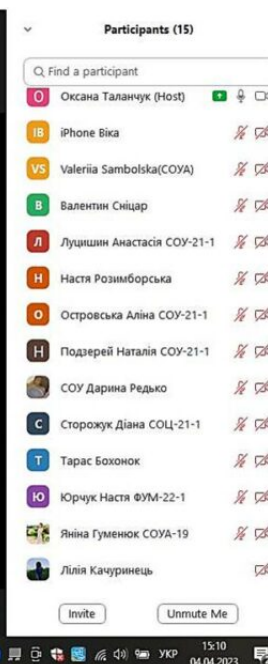 Participants (15)
Find a participant
О Оксана Таланчук (Host)
IB iPhone Віка
VS Valeriia Sambolska(СОУА)
В Валентин Сніцар
Л Луцишин Анастасія СОУ-21-1
Н Настя Розимборська
О Островська Аліна СОУ-21-1
Н Подзерей Наталія СОУ-21-1
СОУ Дарина Редько
С Сторожук Діана СОЦ-21-1
Т Тарас Бохонок
Ю Юрчук Настя ФУМ-22-1
Яніна Гуменюк СОУА-19
Лілія Качуринець
Invite Unmute Me
УКР 15:10
04.04.2023